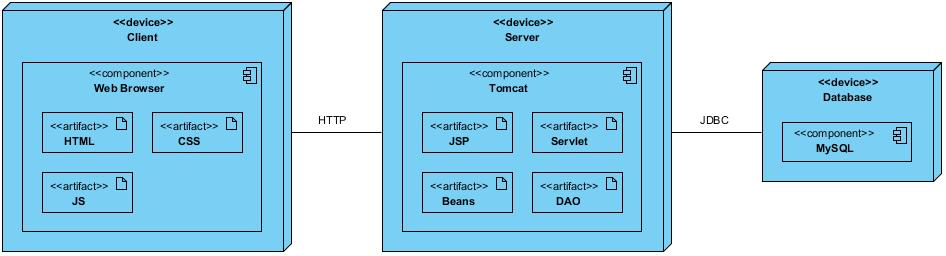 <<device>>
Client
<<component>>
Web Browser
<<artifact>>
HTML
<<artifact>>
CSS
<<artifact>>
JS
HTTP
<<device>>
Server
<<component>>
Tomcat
<<artifact>>
JSP
<<artifact>>
Servlet
<<artifact>>
Beans
<<artifact>>
DAO
JDBC
<<device>>
Database
<<component>>
MySQL